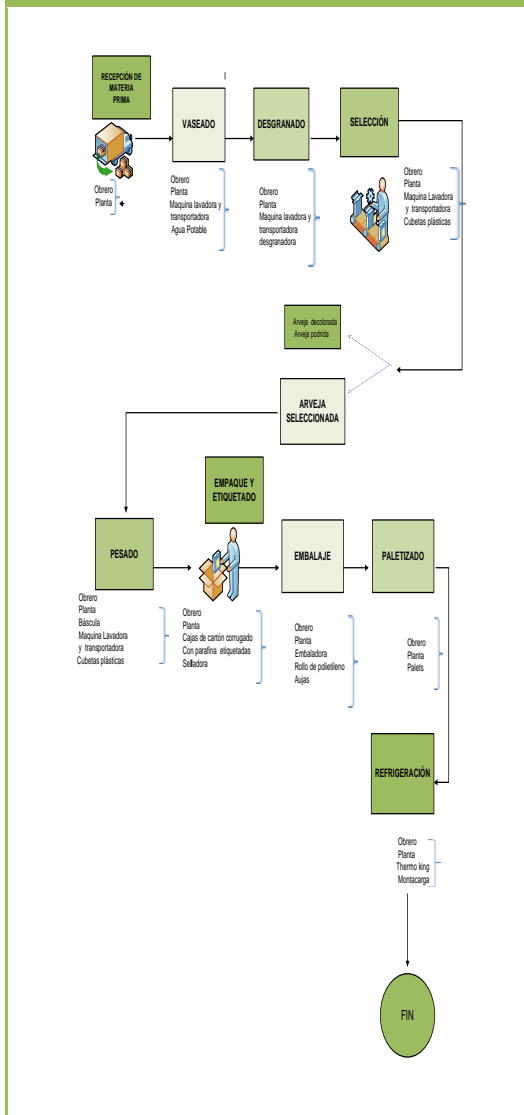 RECEPCIÓN DE
MATERIA
PRIMA
Obrero
Planta
VASEADO
Obrero
Planta
Maquina lavadora y
transportadora
Agua Potable
DESGRANADO
Obrero
Planta
Maquina lavadora y
transportadora
desgranadora
SELECCIÓN
Obrero
Planta
Maquina Lavadora
y transportadora
Cubetas plásticas
Arveja decolorada
Arveja podrida
ARVEJA
SELECCIONADA
PESADO
Obrero
Planta
Báscula
Maquina Lavadora
y transportadora
Cubetas plásticas
EMPAQUE Y
ETIQUETADO
Obrero
Planta
Cajas de cartón corrugado
Con parafina etiquetadas
Selladora
EMBALAJE
Obrero
Planta
Embaladora
Rollo de polietileno
Aujas
PALETIZADO
Obrero
Planta
Palets
REFRIGERACIÓN
Obrero
Planta
Thermo king
Montacarga
FIN